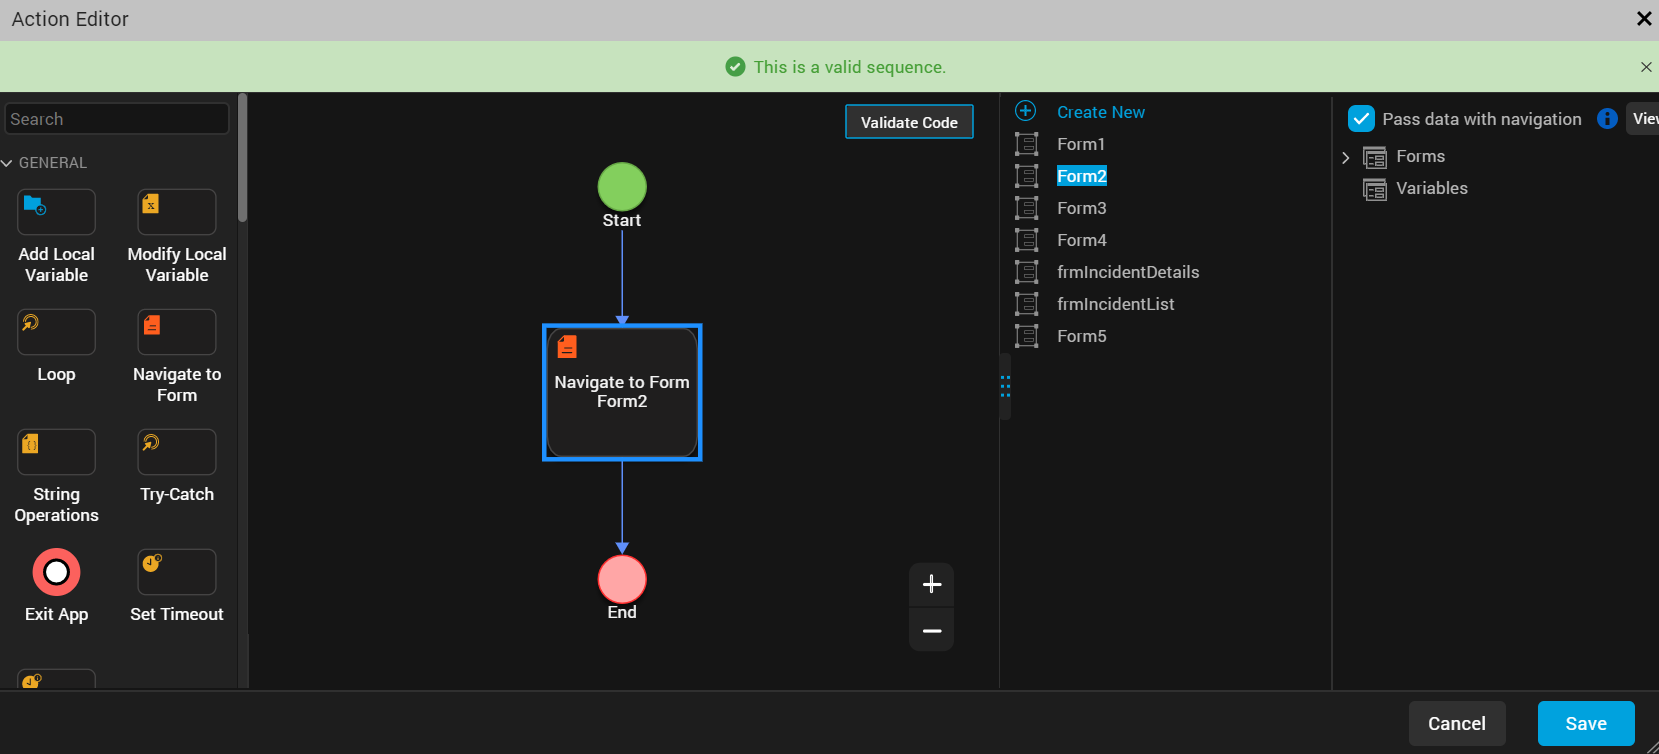 Action Editor
This is a valid sequence.
Search
GENERAL
Add Local
Variable
Modify Local
Variable
Loop
Navigate to
Form
String
Operations
Try-Catch
Exit App
Set Timeout
Validate Code
Start
Navigate to Form
Form2
End
Create New
Form1
Form2
Form3
Form4
frmIncidentDetails
frmIncidentList
Form5
Pass data with navigation
Forms
Variables
Cancel
Save